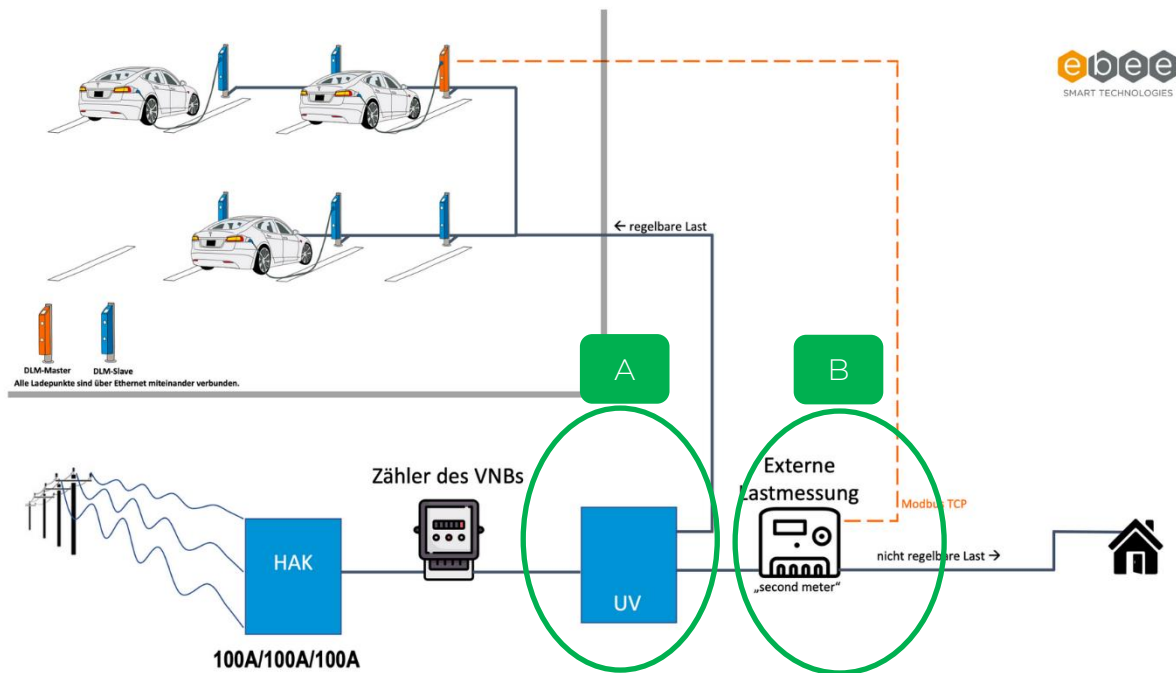 ebee
SMART TECHNOLOGIES
← regelbare Last
DLM-Master
DLM-Slave
Alle Ladepunkte sind über Ethernet miteinander verbunden.
A
B
Zähler des VNBs
Externe
Lastmessung
Modbus TCP
HAK
nicht regelbare Last →
„second meter“
UV
100A/100A/100A